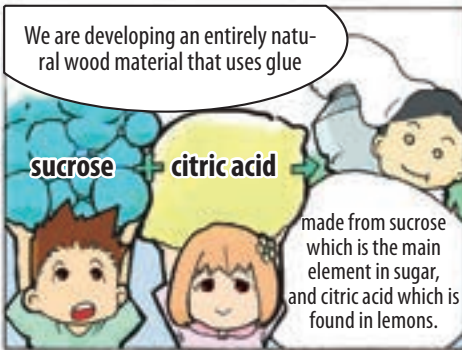 We are developing an entirely natu-
ral wood material that uses glue
sucrose + citric acid
made from sucrose
which is the main
element in sugar,
and citric acid which is
found in lemons.